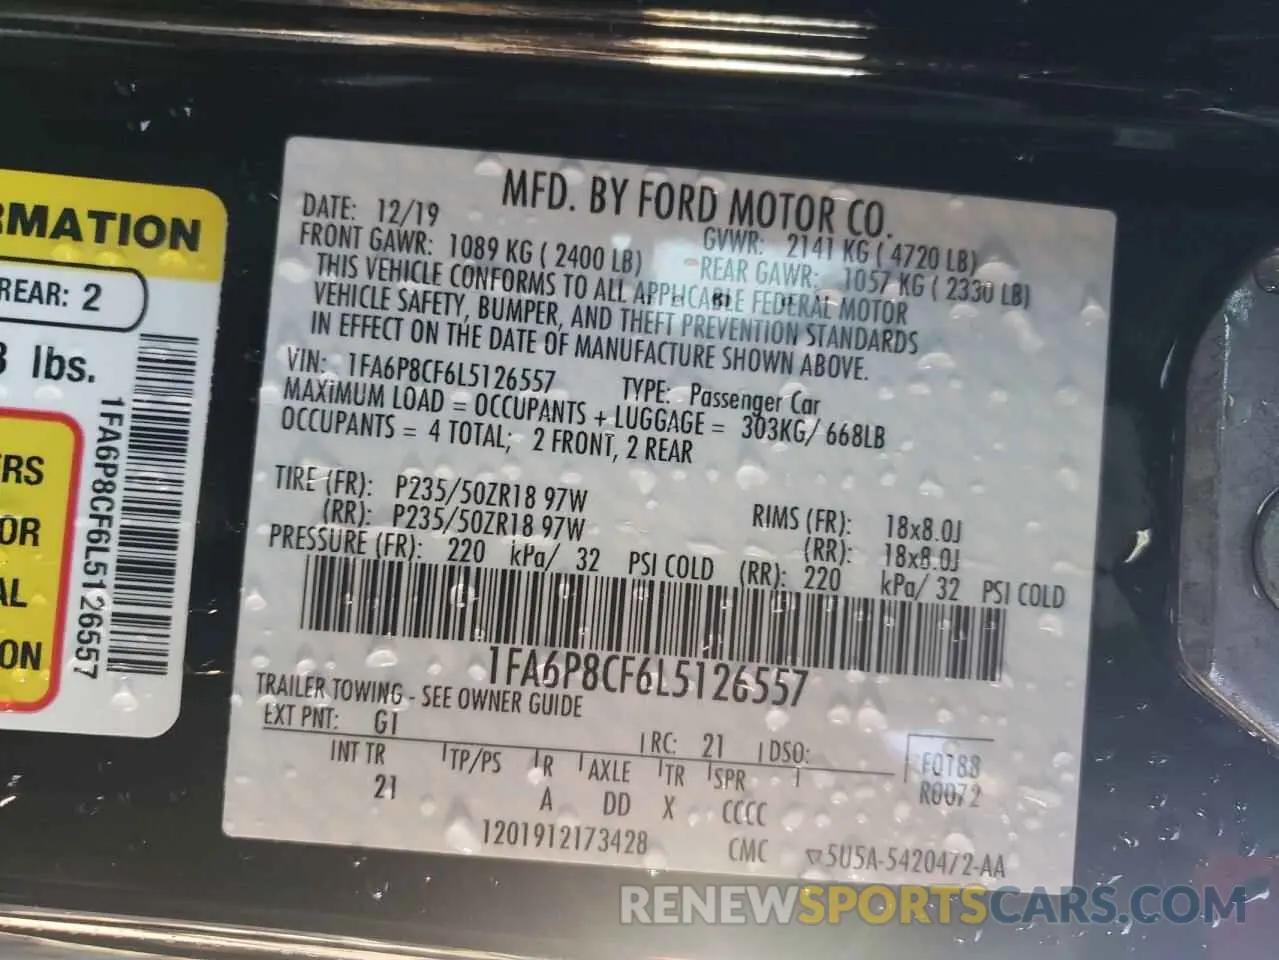 RMATION
REAR: 2
lbs.
1FA6P8CF6L5126557
RS
OR
AL
ON
MFD. BY FORD MOTOR CO.
DATE: 12/19
GVWR: 2141 KG ( 4720 LB)
FRONT GAWR: 1089 KG ( 2400 LB)
REAR GAWR: 1057 KG ( 2330 LB)
THIS VEHICLE CONFORMS TO ALL APPLICABLE FEDERAL MOTOR
VEHICLE SAFETY, BUMPER, AND THEFT PREVENTION STANDARDS
IN EFFECT ON THE DATE OF MANUFACTURE SHOWN ABOVE.
VIN: 1FA6P8CF6L5126557
TYPE: Passenger Car
MAXIMUM LOAD = OCCUPANTS + LUGGAGE = 303KG/ 668LB
OCCUPANTS = 4 TOTAL; 2 FRONT, 2 REAR
TIRE (FR): P235/50ZR18 97W
RIMS (FR): 18x8.0J
(RR): P235/50ZR18 97W
(RR): 18x8.0J
PRESSURE (FR): 220 kPa/ 32 PSI COLD (RR): 220 kPa/ 32 PSI COLD
1FA6P8CF6L5126557
TRAILER TOWING - SEE OWNER GUIDE
EXT PNT: G1
RC: 21 DSO:
F0188
R0072
INT TR TP/PS R AXLE TR SPR
21 A DD X CCCC
1201912173428 CMC 5U5A-5420472-AA
RENEWSPORTSCARS.COM